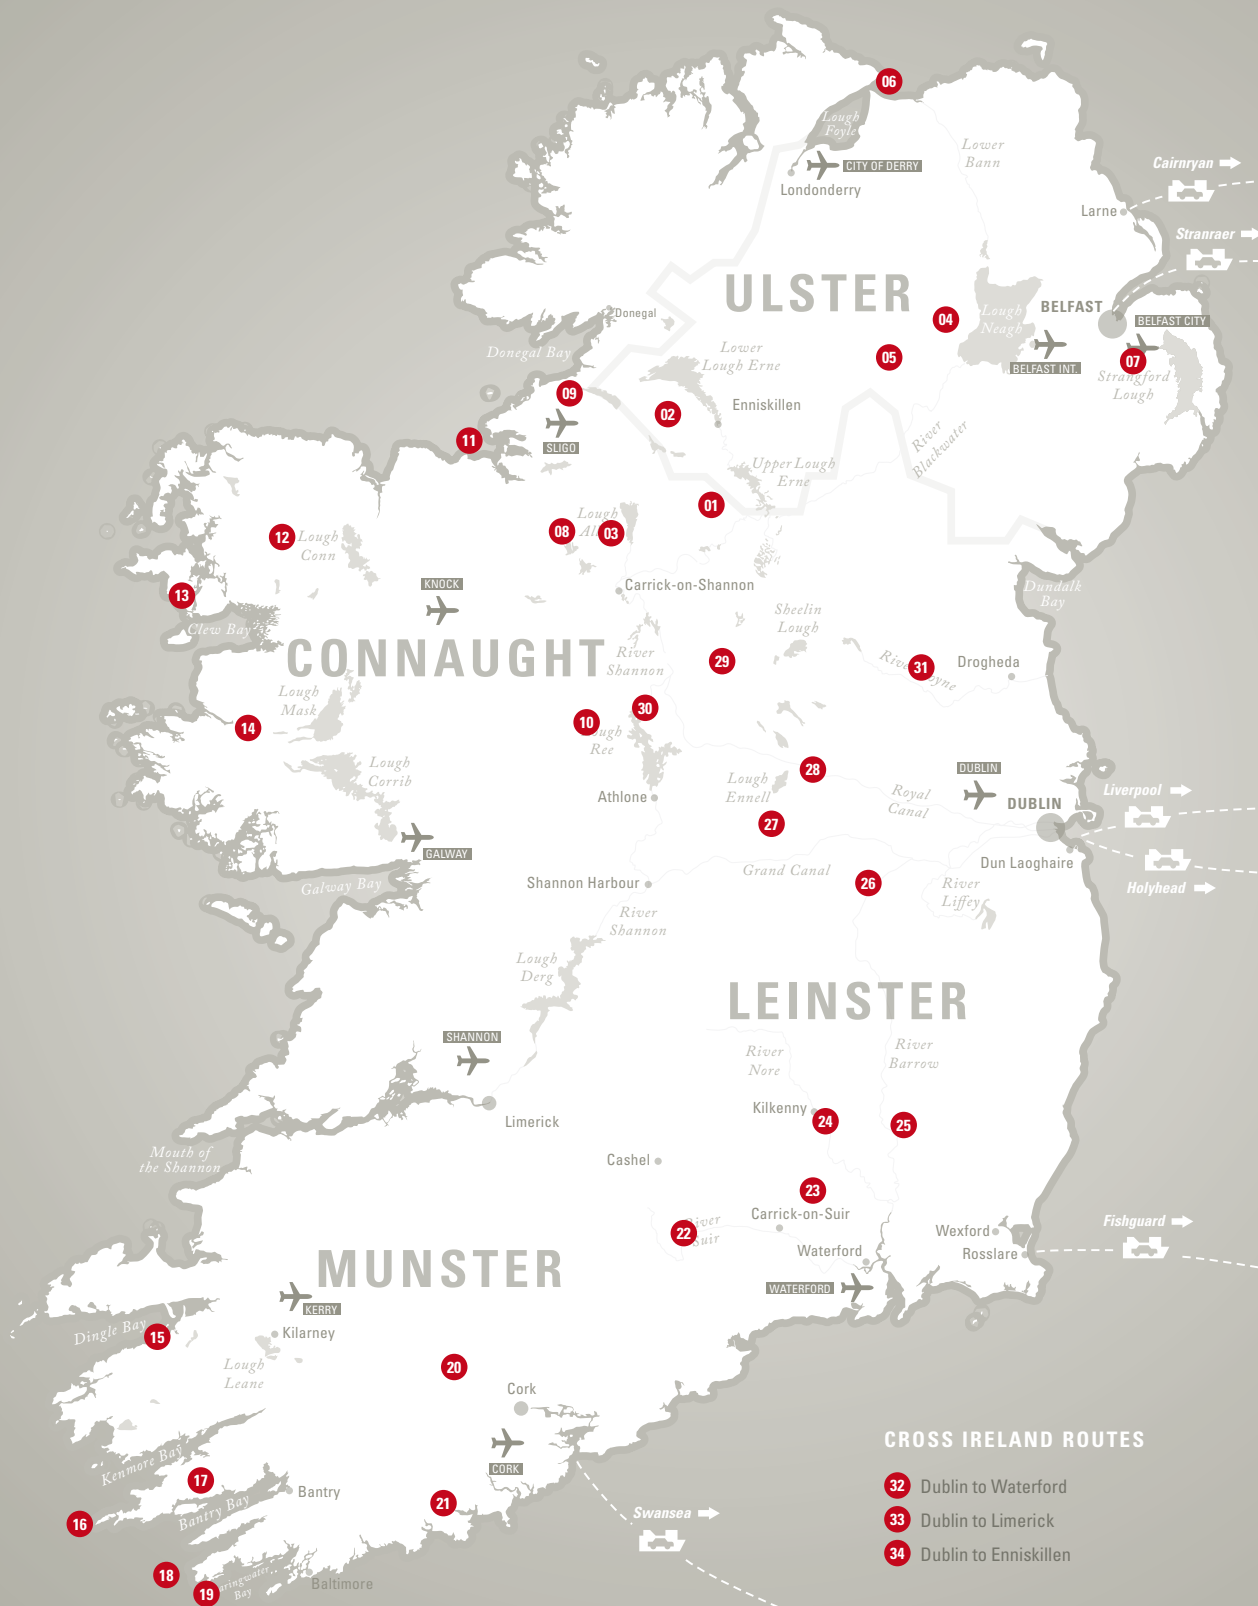 06
Lough
Foyle
Lower
Bann
CITY OF DERRY
Londonderry
Cairnryan
Larne
Stranraer
ULSTER
BELFAST
BELFAST CITY
Lough
Neagh
04
Donegal
Donegal Bay
Lower
Lough Erne
05
BELFAST INT.
07
Strangford
Lough
09
02
Enniskillen
SLIGO
11
River
Blackwater
Upper Lough
Erne
01
12
Lough
Conn
08
Lough
03
KNOCK
Carrick-on-Shannon
13
Clew Bay
Dundalk
Bay
Sheelin
Lough
CONNAUGHT
River
Shannon
29
31
Drogheda
Lough
Mask
14
10
30
Ree
Lough
Corrib
28
DUBLIN
Lough
Ennell
Royal
Canal
DUBLIN
Athlone
27
Liverpool
GALWAY
Dun Laoghaire
Grand Canal
Galway Bay
Shannon Harbour
26
River
Liffey
Holyhead
River
Shannon
Lough
Derg
LEINSTER
SHANNON
River
Nore
River
Barrow
Limerick
Kilkenny
24
25
Mouth of
the Shannon
Cashel
23
Carrick-on-Suir
22
Waterford
Wexford
Rosslare
Fishguard
MUNSTER
WATERFORD
KERRY
Dingle Bay
15
Kilarney
Lough
Leane
20
Cork
CORK
Kenmore Bay
17
Bantry
Bantry Bay
21
16
Swansea
18
19
Bay
Baltimore
CROSS IRELAND ROUTES
32 Dublin to Waterford
33 Dublin to Limerick
34 Dublin to Enniskillen